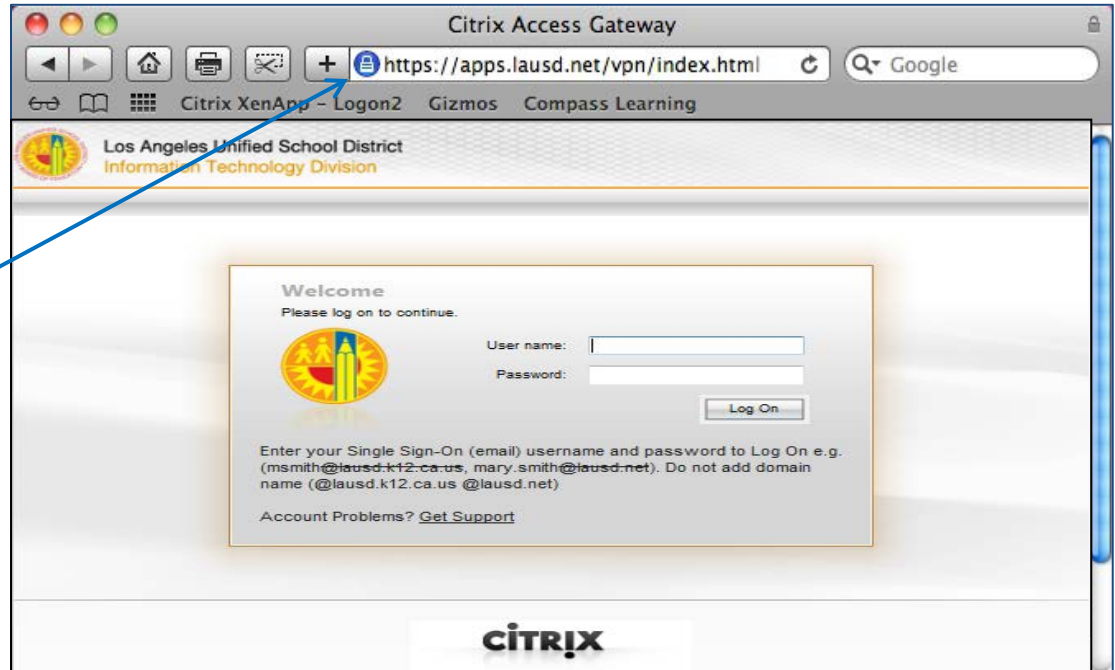 Citrix Access Gateway
https://apps.lausd.net/vpn/index.html
Google
Citrix XenApp – Logon2 Gizmos Compass Learning
Los Angeles Unified School District
Information Technology Division
Welcome
Please log on to continue.
User name:
Password:
Log On
Enter your Single Sign-On (email) username and password to Log On e.g.
(msmith@lausd.k12.ca.us, mary.smith@lausd.net). Do not add domain
name (@lausd.k12.ca.us @lausd.net)
Account Problems? Get Support
CİTRIX